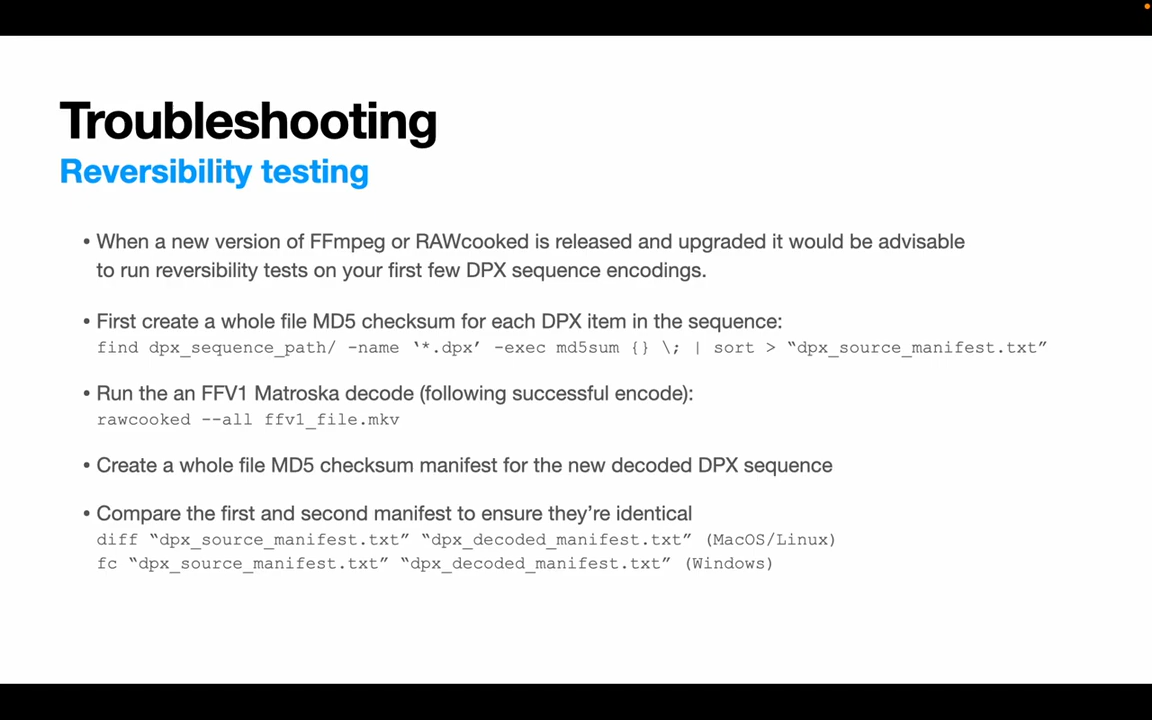 Troubleshooting
Reversibility testing
• When a new version of FFmpeg or RAWcooked is released and upgraded it would be advisable
to run reversibility tests on your first few DPX sequence encodings.
• First create a whole file MD5 checksum for each DPX item in the sequence:
find dpx_sequence_path/ -name ‘*.dpx’ -exec md5sum {} \; | sort > “dpx_source_manifest.txt”
• Run the an FFV1 Matroska decode (following successful encode):
rawcooked --all ffv1_file.mkv
• Create a whole file MD5 checksum manifest for the new decoded DPX sequence
• Compare the first and second manifest to ensure they’re identical
diff “dpx_source_manifest.txt” “dpx_decoded_manifest.txt” (MacOS/Linux)
fc “dpx_source_manifest.txt” “dpx_decoded_manifest.txt” (Windows)